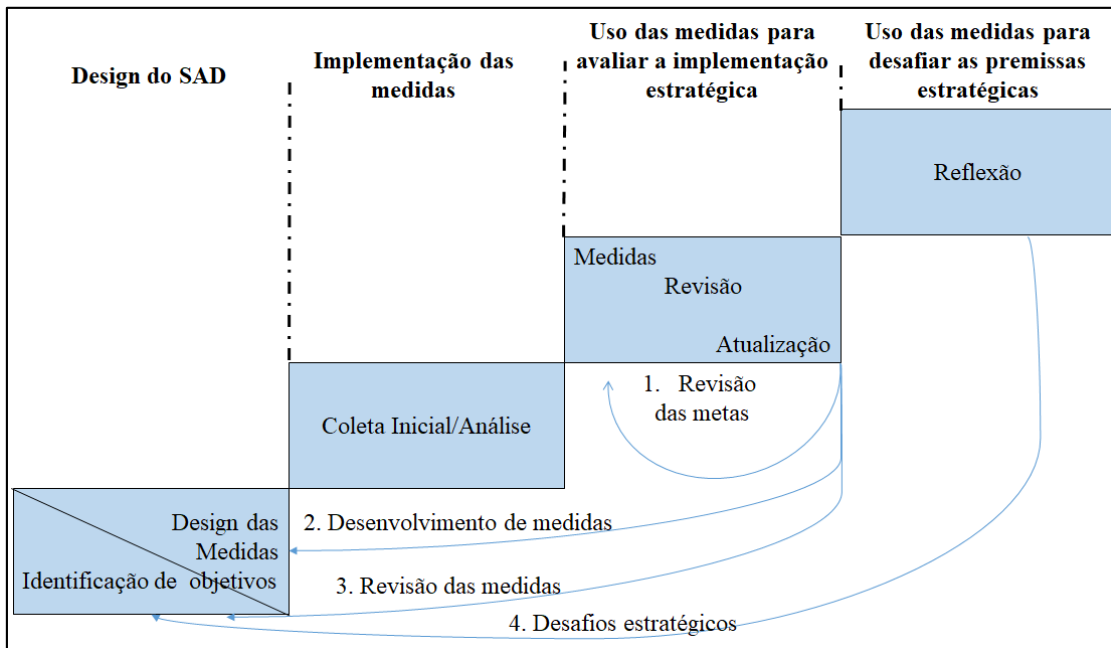 Design do SAD
Implementação das
medidas
Uso das medidas para
avaliar a implementação
estratégica
Uso das medidas para
desafiar as premissas
estratégicas
Reflexão
Medidas
Revisão
Atualização
1. Revisão
das metas
Coleta Inicial/Análise
Design das
Medidas
Identificação de objetivos
2. Desenvolvimento de medidas
3. Revisão das medidas
4. Desafios estratégicos